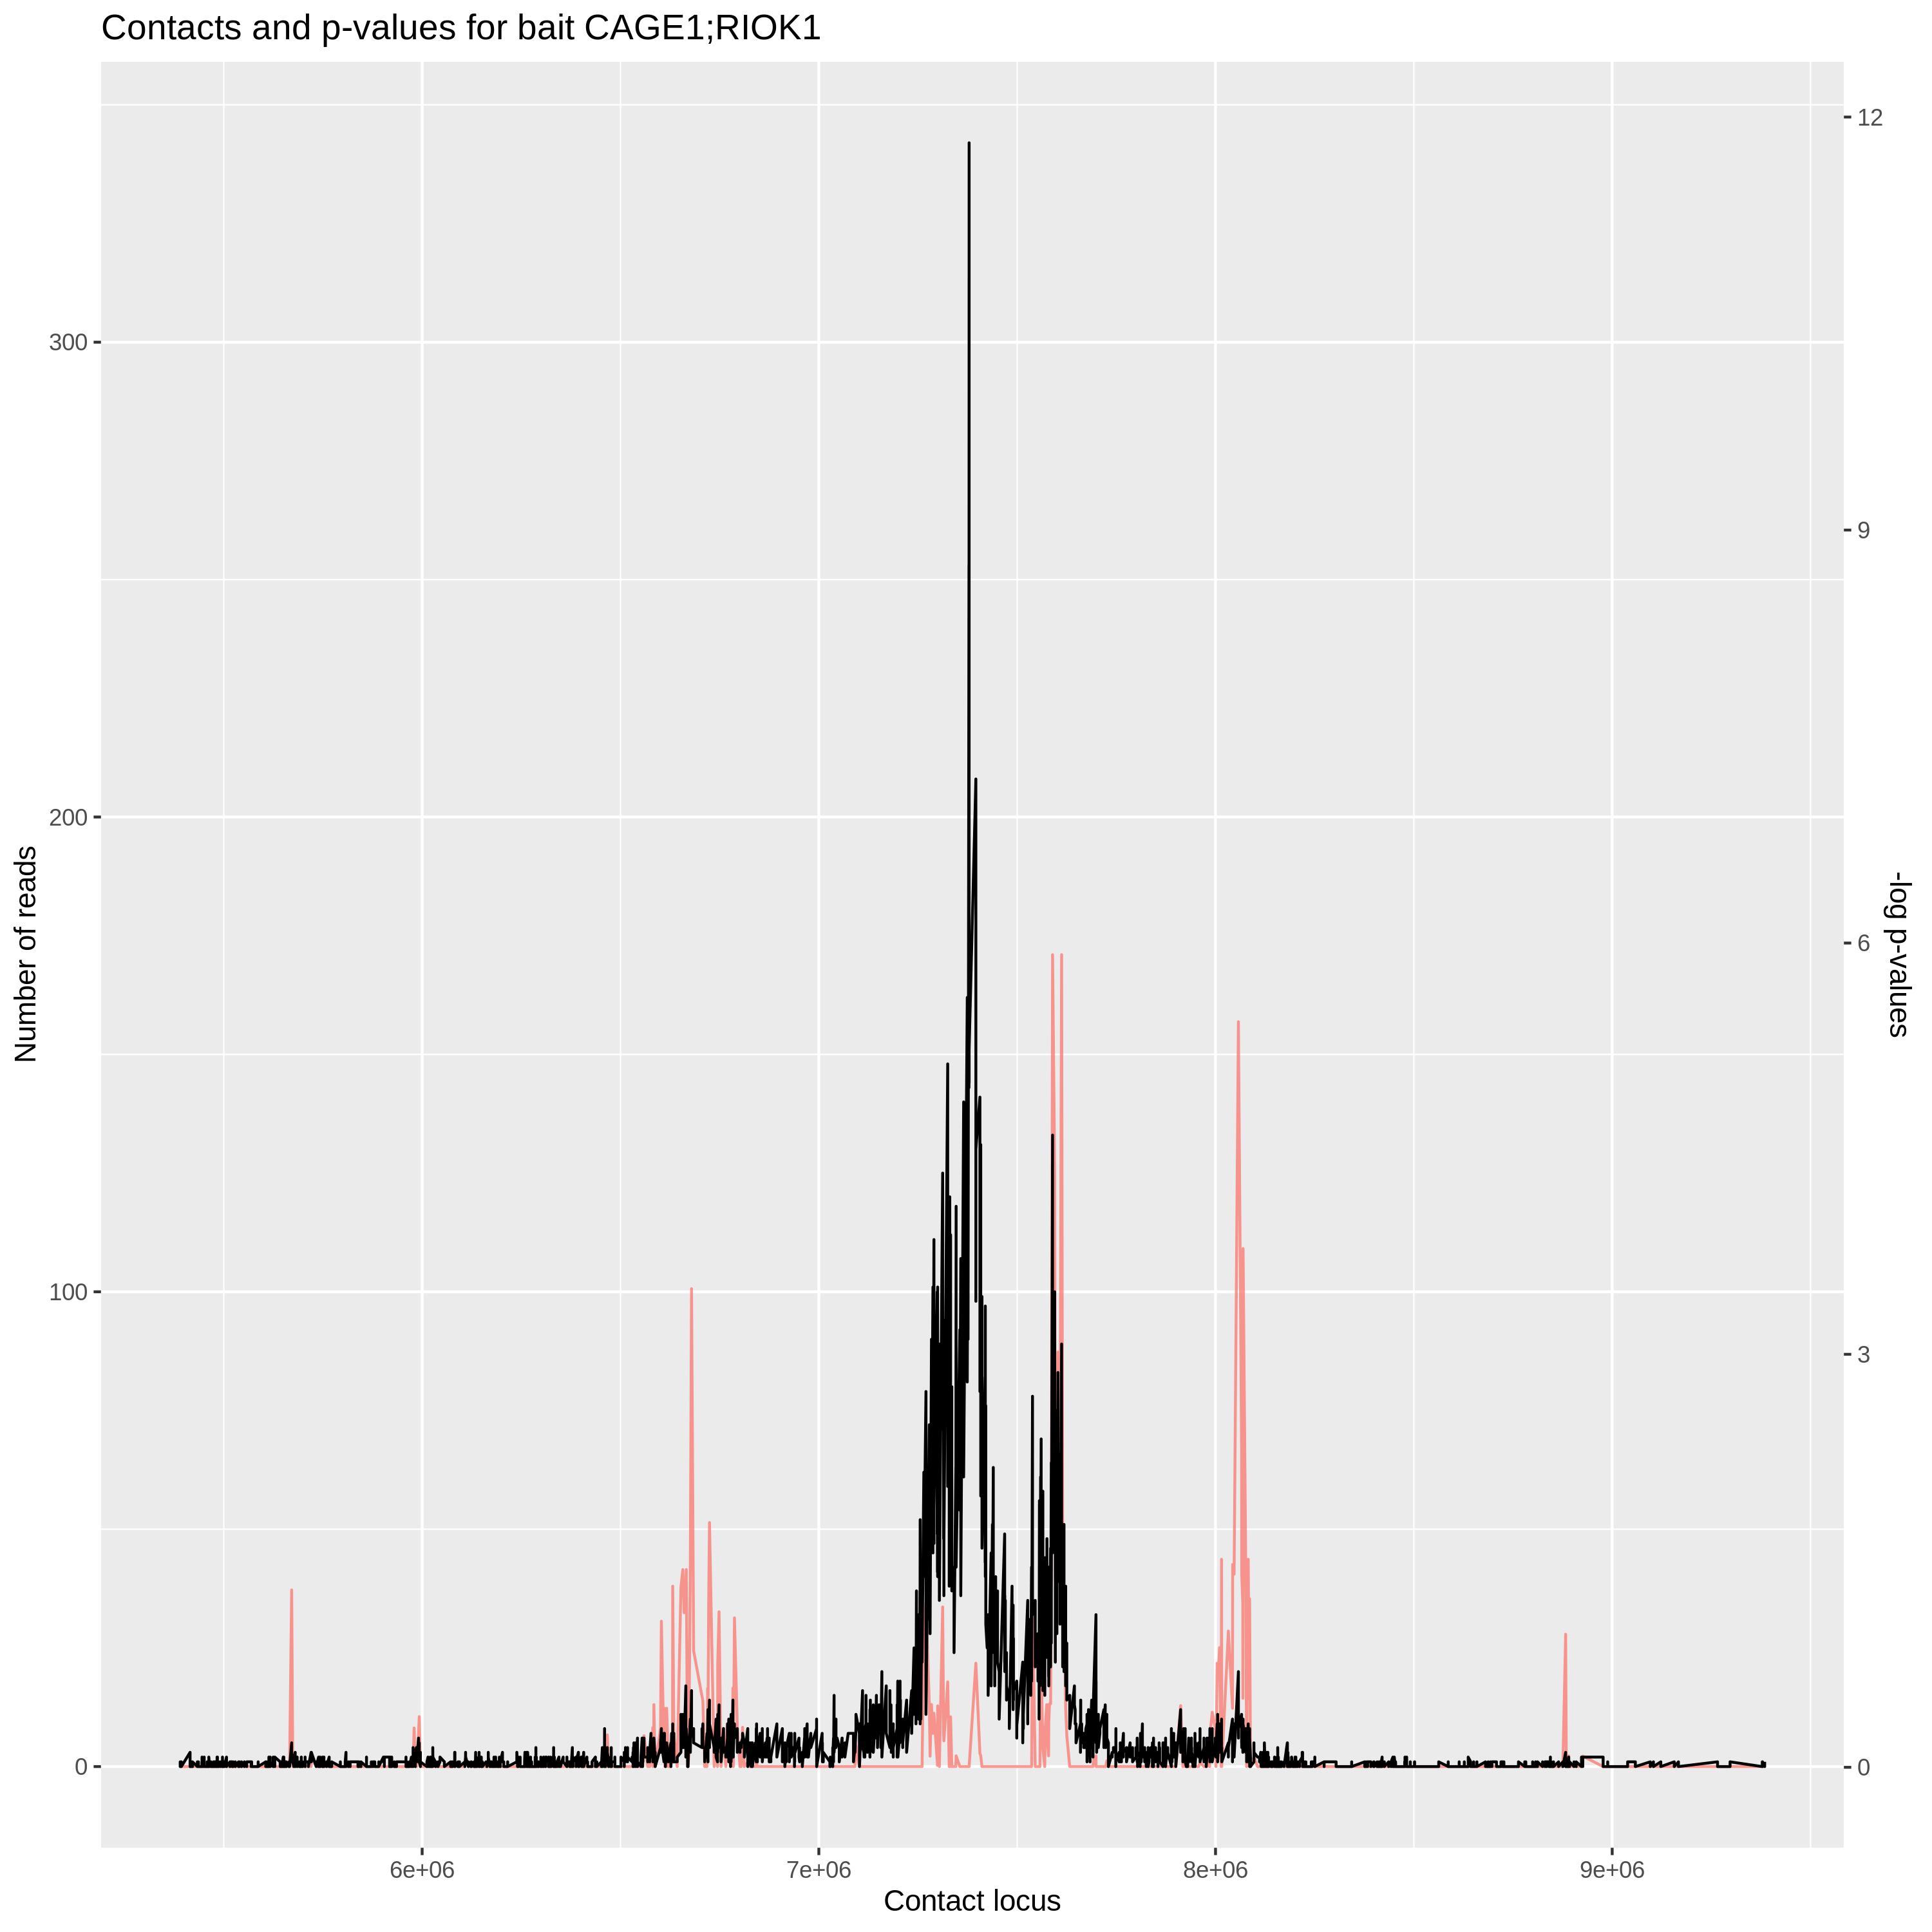 Contacts and p-values for bait CAGE1;RIOK1
Number of reads
300
200
100
0
12
9
6
3
0
-log p-values
6e+06
7e+06
8e+06
9e+06
Contact locus